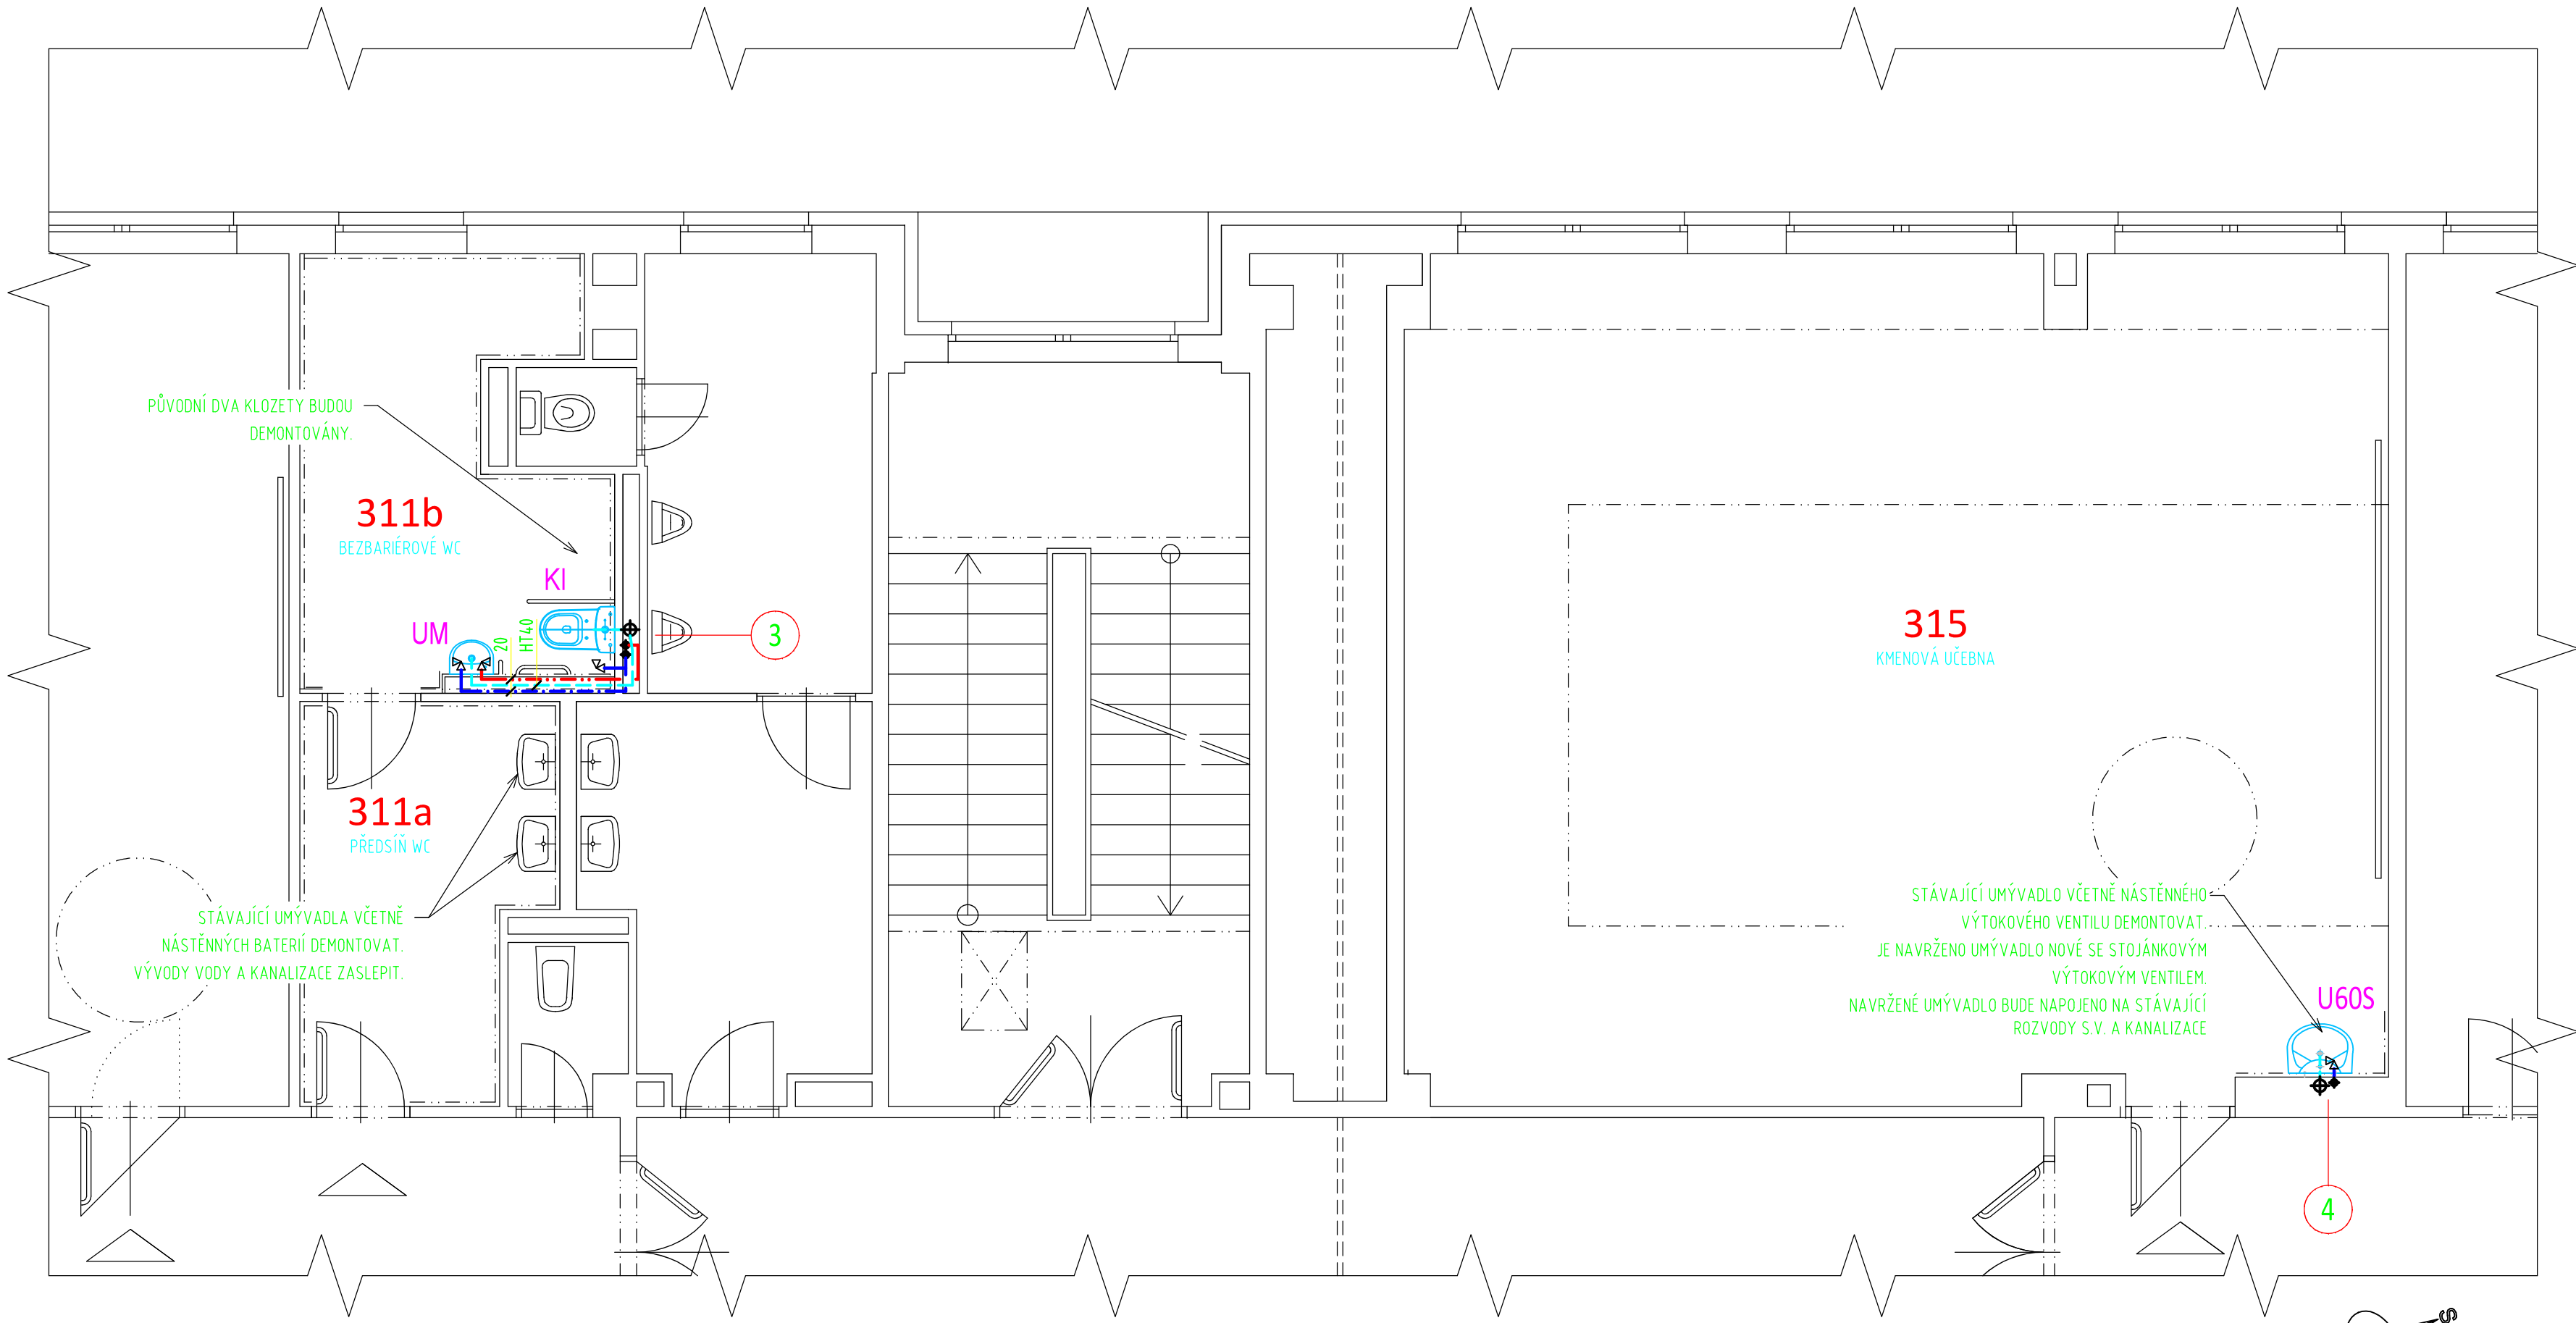 PŮVODNÍ DVA KLOZETY BUDOU
DEMONTOVÁNY.
311b
BEZBARIÉROVÉ WC
KI
UM
20
HT40
3
311a
PŘEDSÍŇ WC
STÁVAJÍCÍ UMÝVADLA VČETNĚ
NÁSTĚNNÝCH BATERIÍ DEMONTOVAT.
VÝVODY VODY A KANALIZACE ZASLEPIT.
315
KMENOVÁ UČEBNA
STÁVAJÍCÍ UMÝVADLO VČETNĚ NÁSTĚNNÉHO
VÝTOKOVÉHO VENTILU DEMONTOVAT.
JE NAVRŽENO UMÝVADLO NOVÉ SE STOJÁNKOVÝM
VÝTOKOVÝM VENTILEM.
NAVRŽENÉ UMÝVADLO BUDE NAPOJENO NA STÁVAJÍCÍ
ROZVODY S.V. A KANALIZACE
U60S
4
S